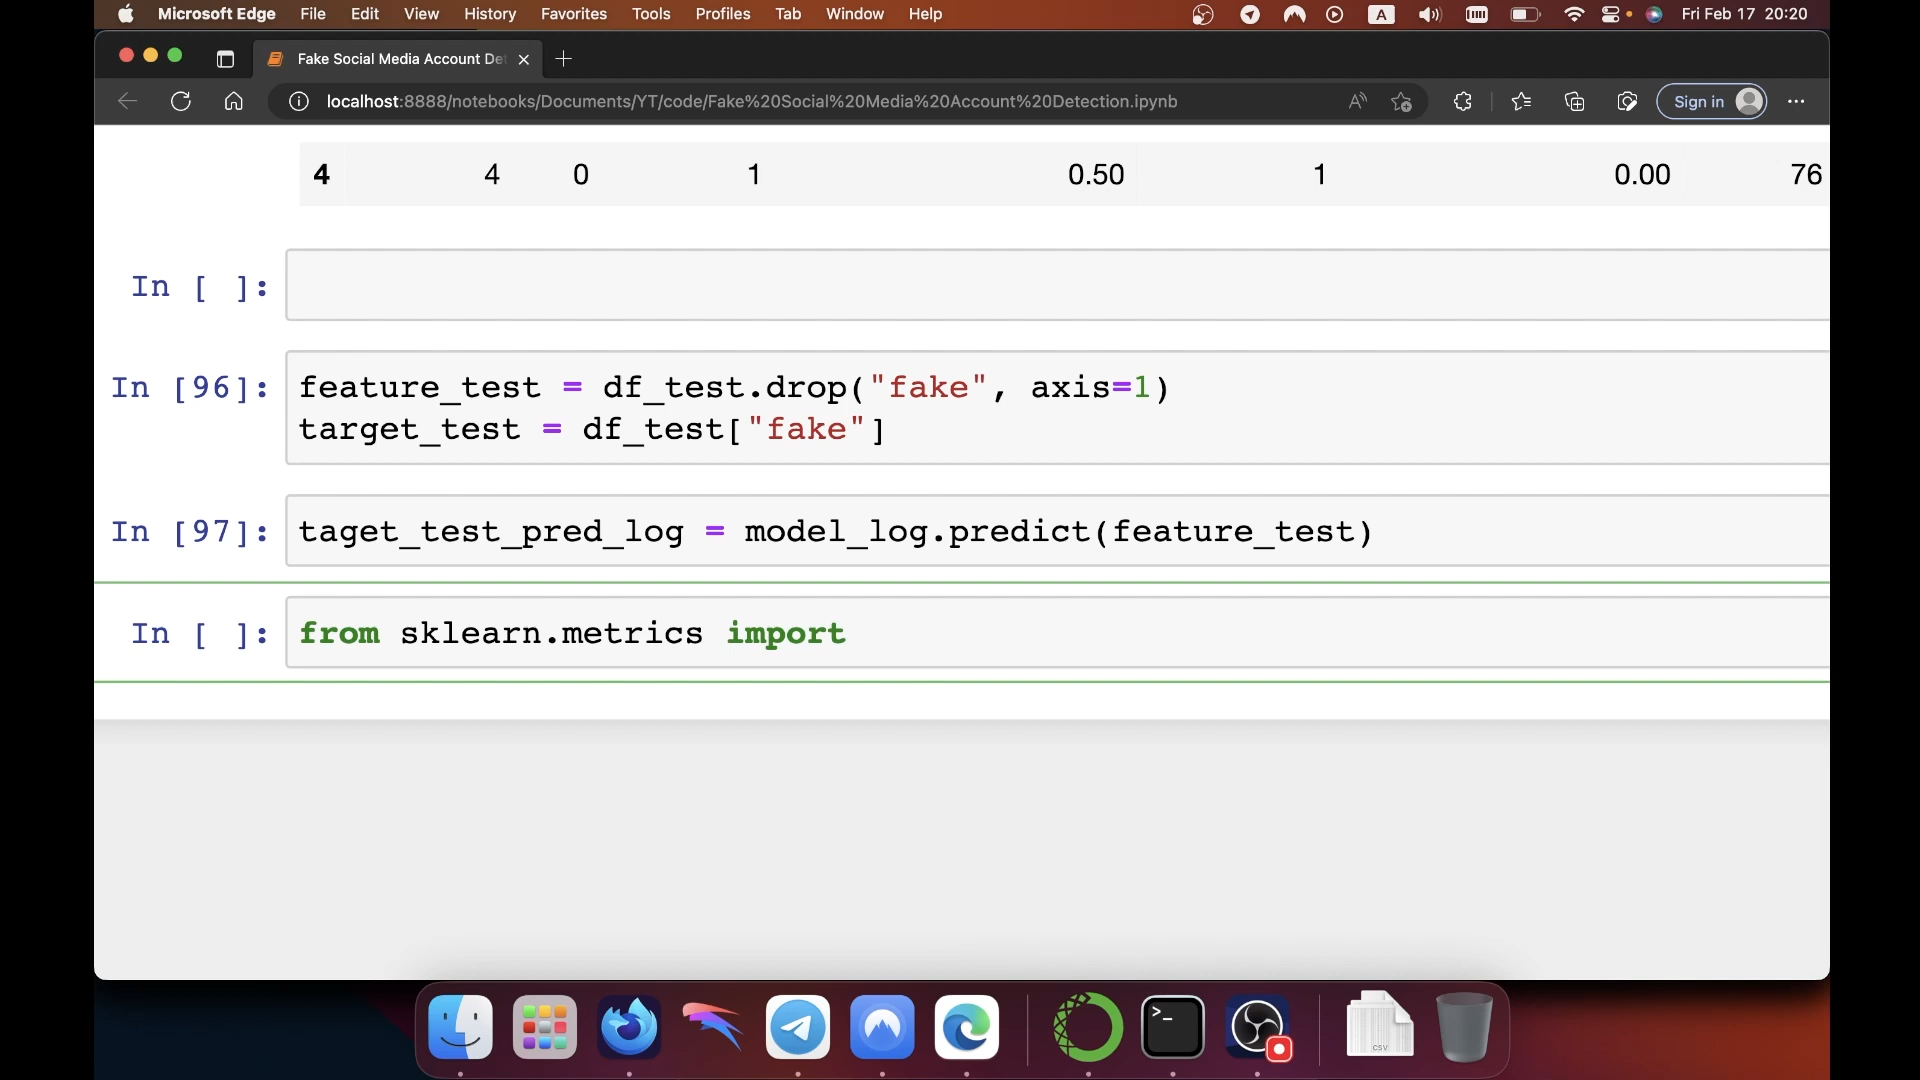 Microsoft Edge File Edit View History Favorites Tools Profiles Tab Window Help A Fri Feb 17 20:20
Fake Social Media Account De
localhost:8888/notebooks/Documents/YT/code/Fake%20Social%20Media%20Account%20Detection.ipynb Sign in
4 4 0 1 0.50 1 0.00 76
In [ ]:
In [96]: feature_test = df_test.drop("fake", axis=1)
target_test = df_test["fake"]
In [97]: taget_test_pred_log = model_log.predict(feature_test)
In [ ]: from sklearn.metrics import
>_
CSV